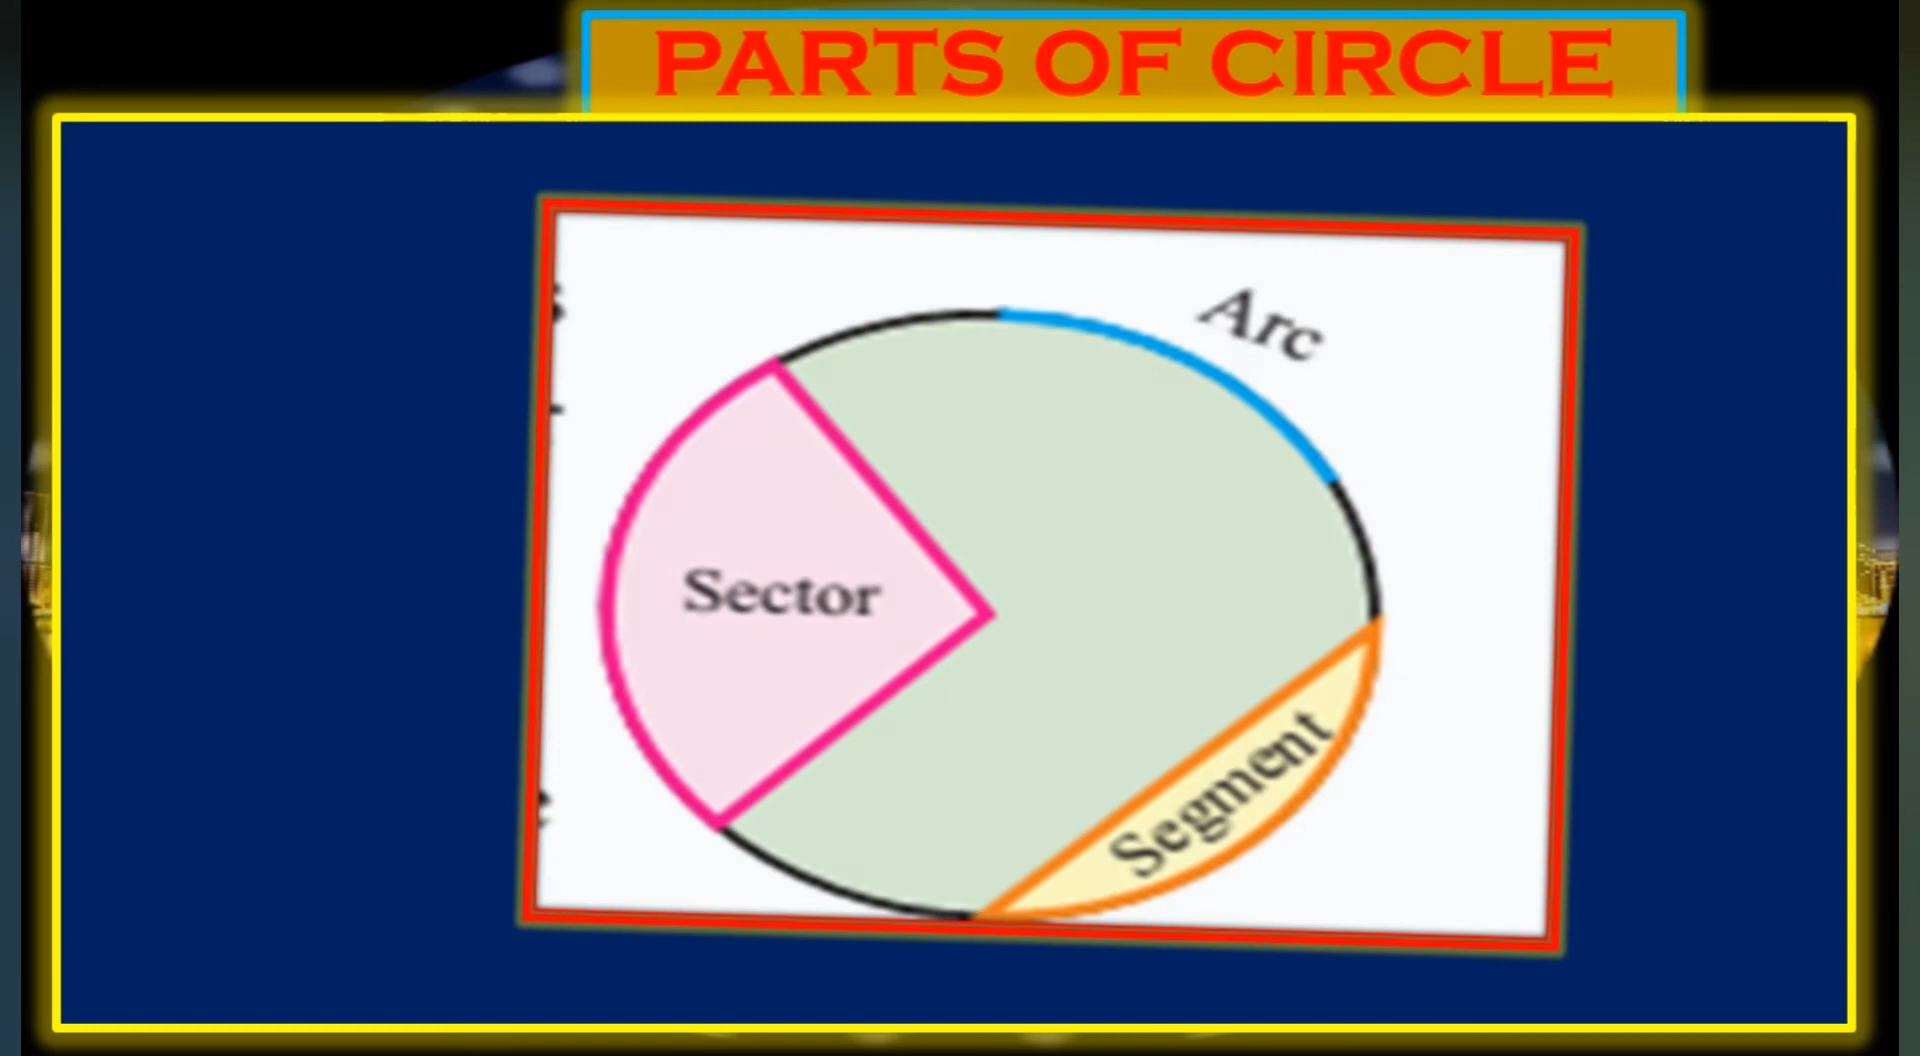 PARTS OF CIRCLE
Arc
Sector
Segment